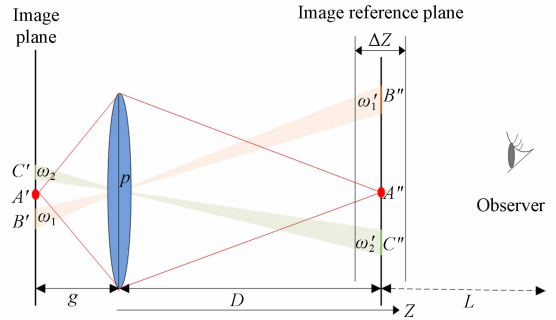 Image
plane
Image reference plane
ΔZ
ω₁′
B″
C′
ω₂
p
A′
A″
B′
ω₁
Observer
ω₂′
C″
g
D
L
Z